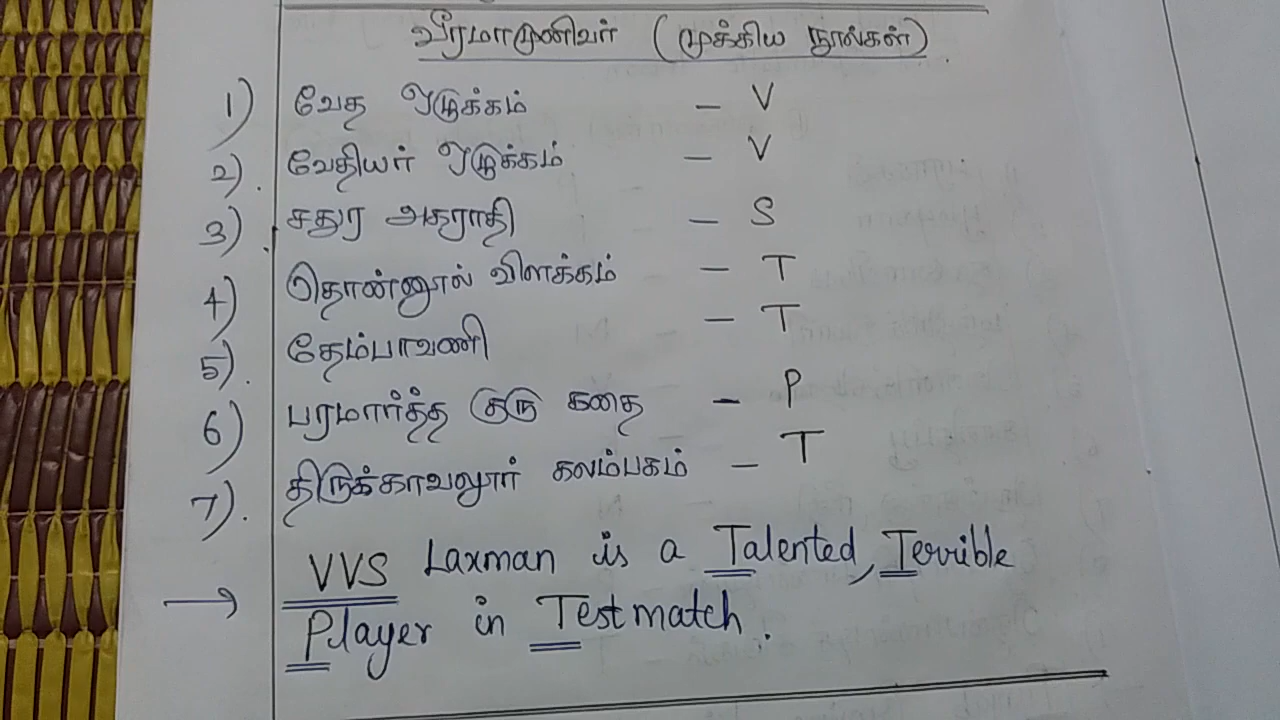 வீரமாமுனிவர் (முக்கிய நூல்கள்)
1) வேத ஒழுக்கம் - V
2). வேதியர் ஒழுக்கம் - V
3) சதுர அகராதி - S
4) தொன்னூல் விளக்கம் - T
5). தேம்பாவணி - T
6) பரமார்த்த குரு கதை - P
7). திருக்காவலூர் கலம்பகம் - T
→ VVS Laxman is a Talented, Terrible
Player in Test match.